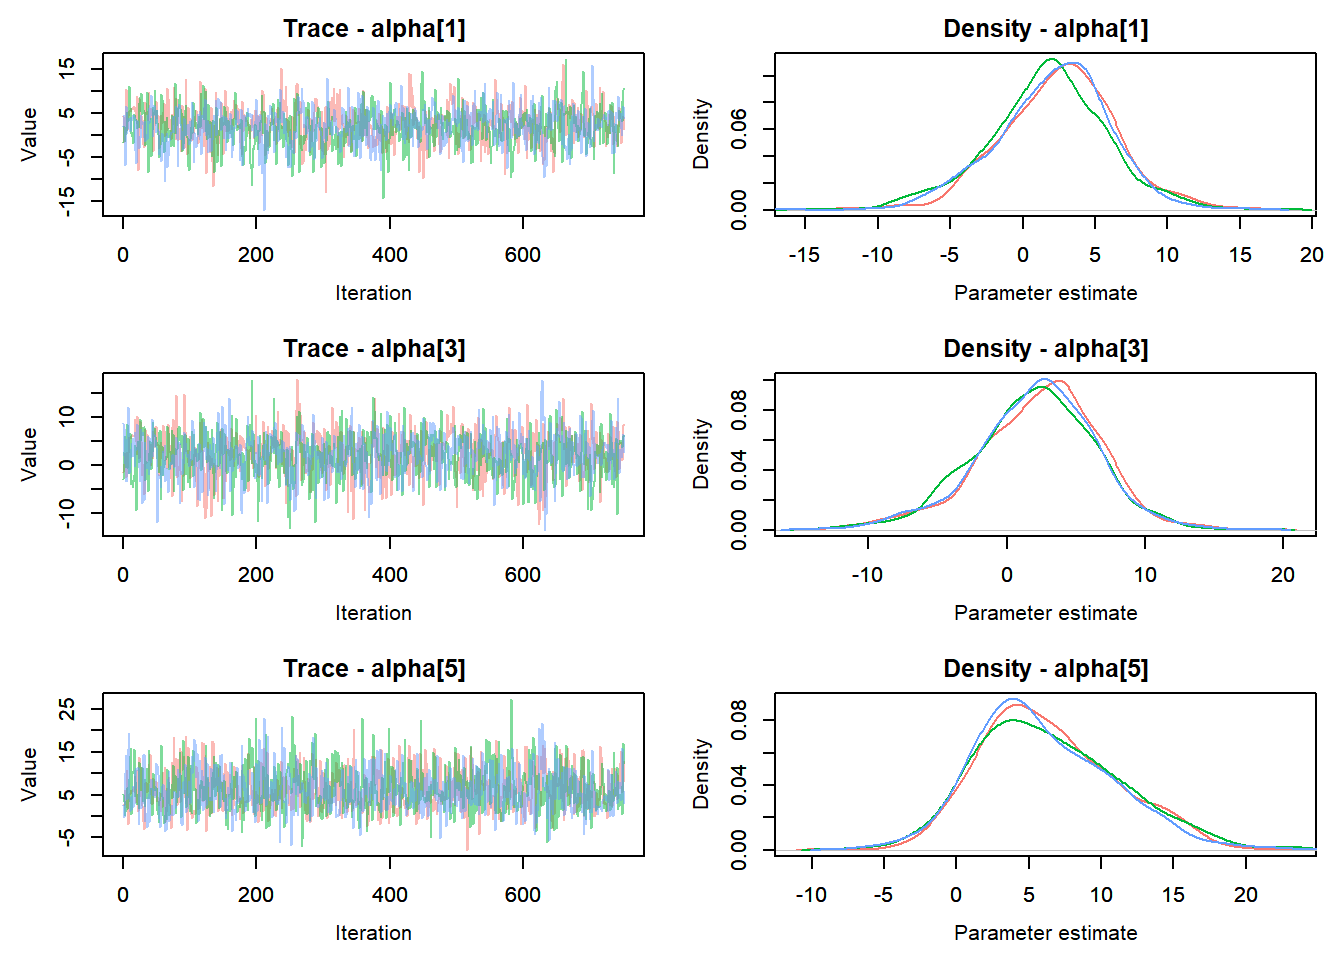 Trace - alpha[1]
Value
15
5
-5
-15
0 200 400 600
Iteration
Density - alpha[1]
Density
0.06
0.00
-15 -10 -5 0 5 10 15 20
Parameter estimate
Trace - alpha[3]
Value
10
0
-10
0 200 400 600
Iteration
Density - alpha[3]
Density
0.08
0.04
0.00
-10 0 10 20
Parameter estimate
Trace - alpha[5]
Value
25
15
5
-5
0 200 400 600
Iteration
Density - alpha[5]
Density
0.08
0.04
0.00
-10 -5 0 5 10 15 20
Parameter estimate